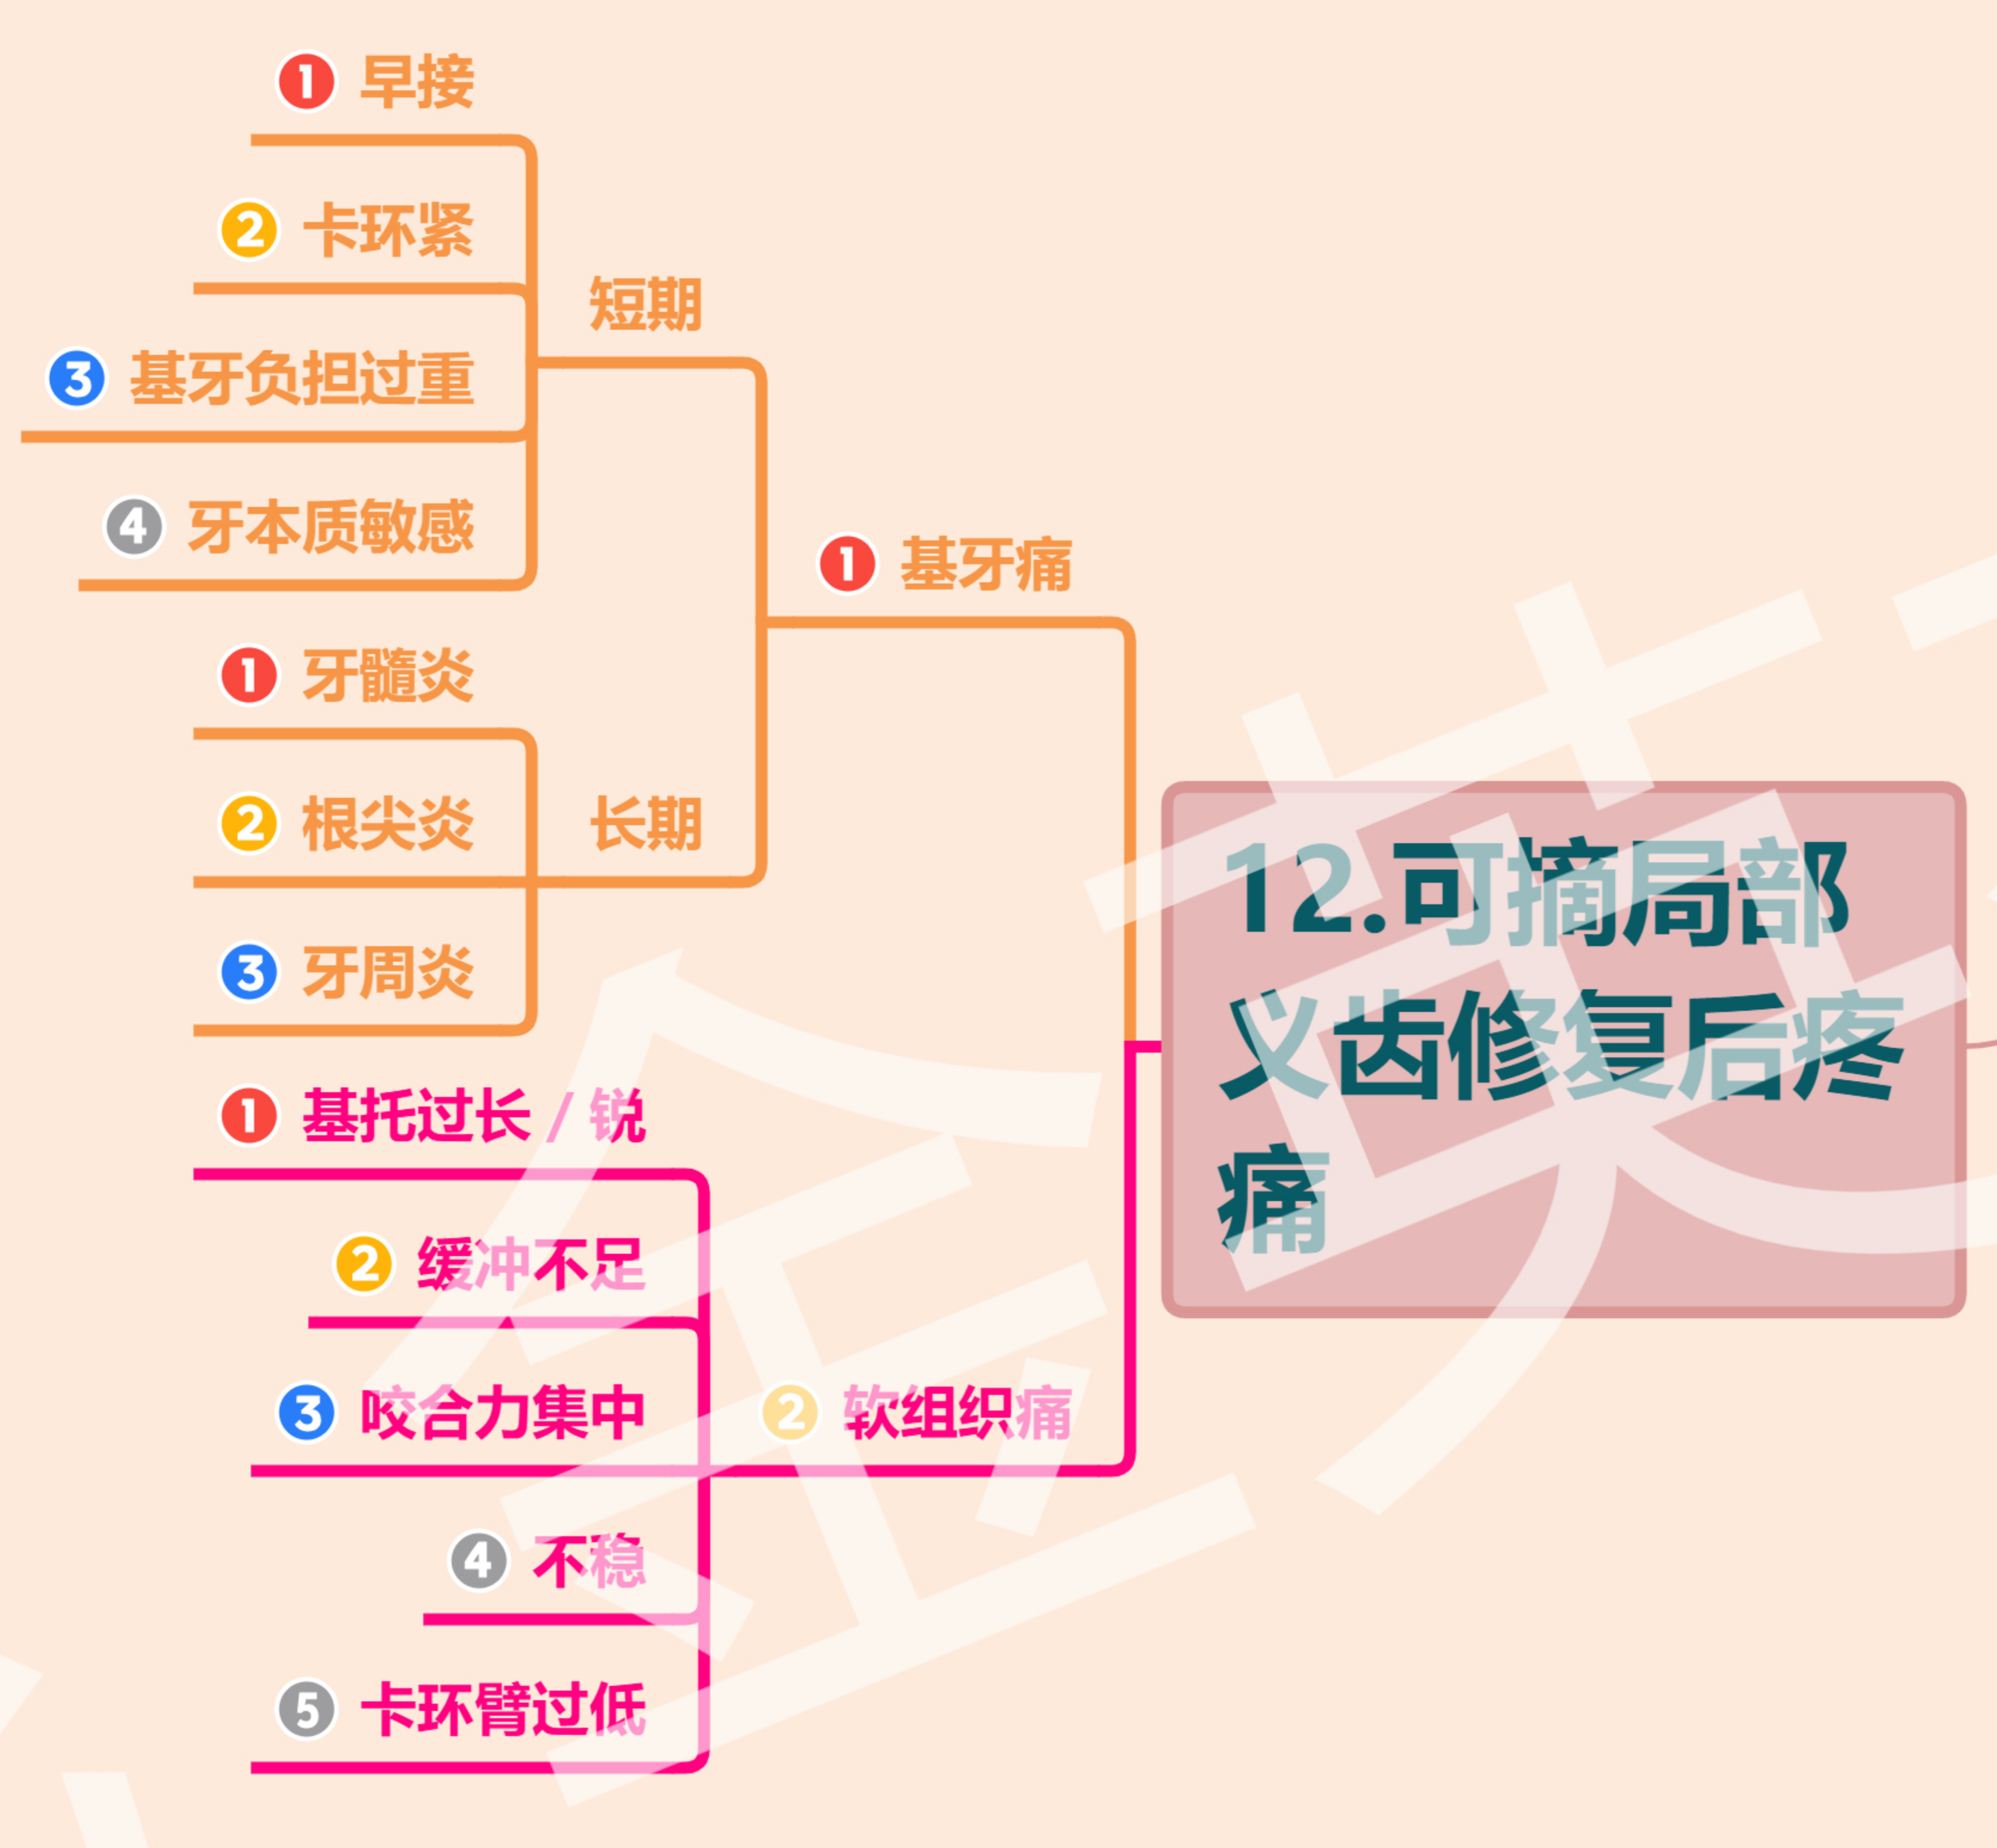 1 早接
2 卡环紧
短期
3 基牙负担过重
4 牙本质敏感
1 基牙痛
1 牙髓炎
2 根尖炎
长期
3 牙周炎
12.可摘局部
义齿修复后疼
痛
1 基托过长 / 锐
2 缓冲不足
3 咬合力集中
2 软组织痛
4 不稳
5 卡环臂过低